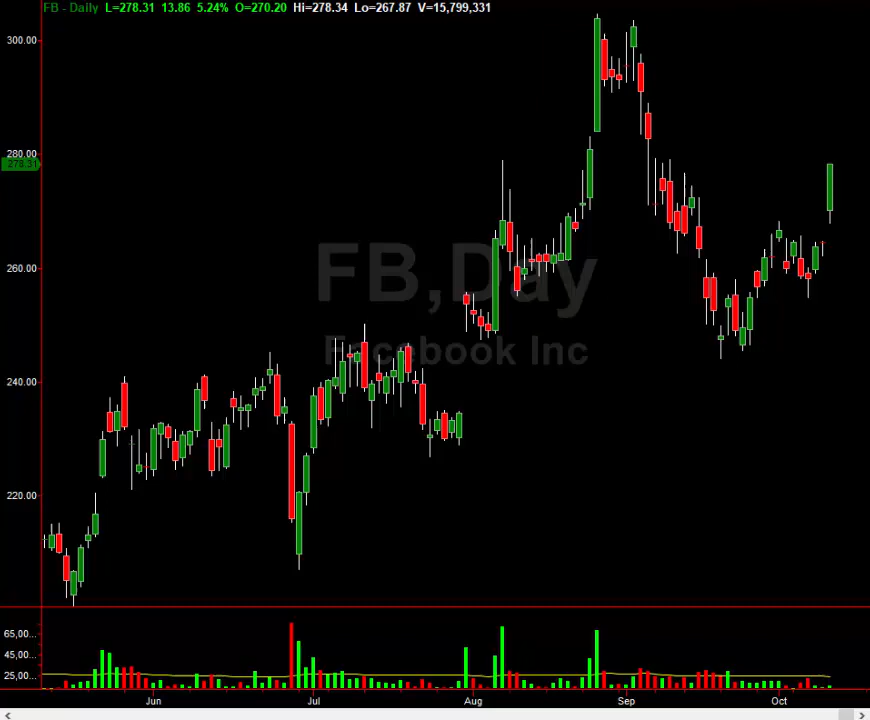 FB - Daily L=278.31 13.86 5.24% O=270.20 Hi=278.34 Lo=267.87 V=15,799,331
300.00
280.00
278.31
260.00
240.00
220.00
FB,Day
Facebook Inc
65,00...
45,00...
25,00...
Jun Jul Aug Sep Oct